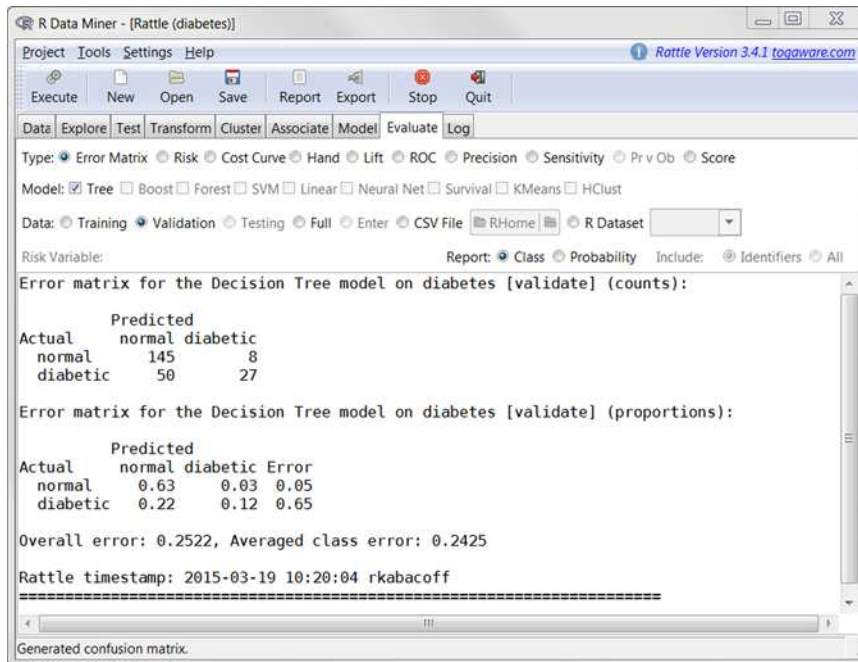 R Data Miner - [Rattle (diabetes)]
Project Tools Settings Help Rattle Version 3.4.1 togaware.com
Execute New Open Save Report Export Stop Quit
Data Explore Test Transform Cluster Associate Model Evaluate Log
Type: Error Matrix Risk Cost Curve Hand Lift ROC Precision Sensitivity Pr v Ob Score
Model: Tree Boost Forest SVM Linear Neural Net Survival KMeans HClust
Data: Training Validation Testing Full Enter CSV File RHome R Dataset
Risk Variable: Report: Class Probability Include: Identifiers All
Error matrix for the Decision Tree model on diabetes [validate] (counts):
Predicted
Actual normal diabetic
normal 145 8
diabetic 50 27
Error matrix for the Decision Tree model on diabetes [validate] (proportions):
Predicted
Actual normal diabetic Error
normal 0.63 0.03 0.05
diabetic 0.22 0.12 0.65
Overall error: 0.2522, Averaged class error: 0.2425
Rattle timestamp: 2015-03-19 10:20:04 rkabacoff
======================================================================
Generated confusion matrix.